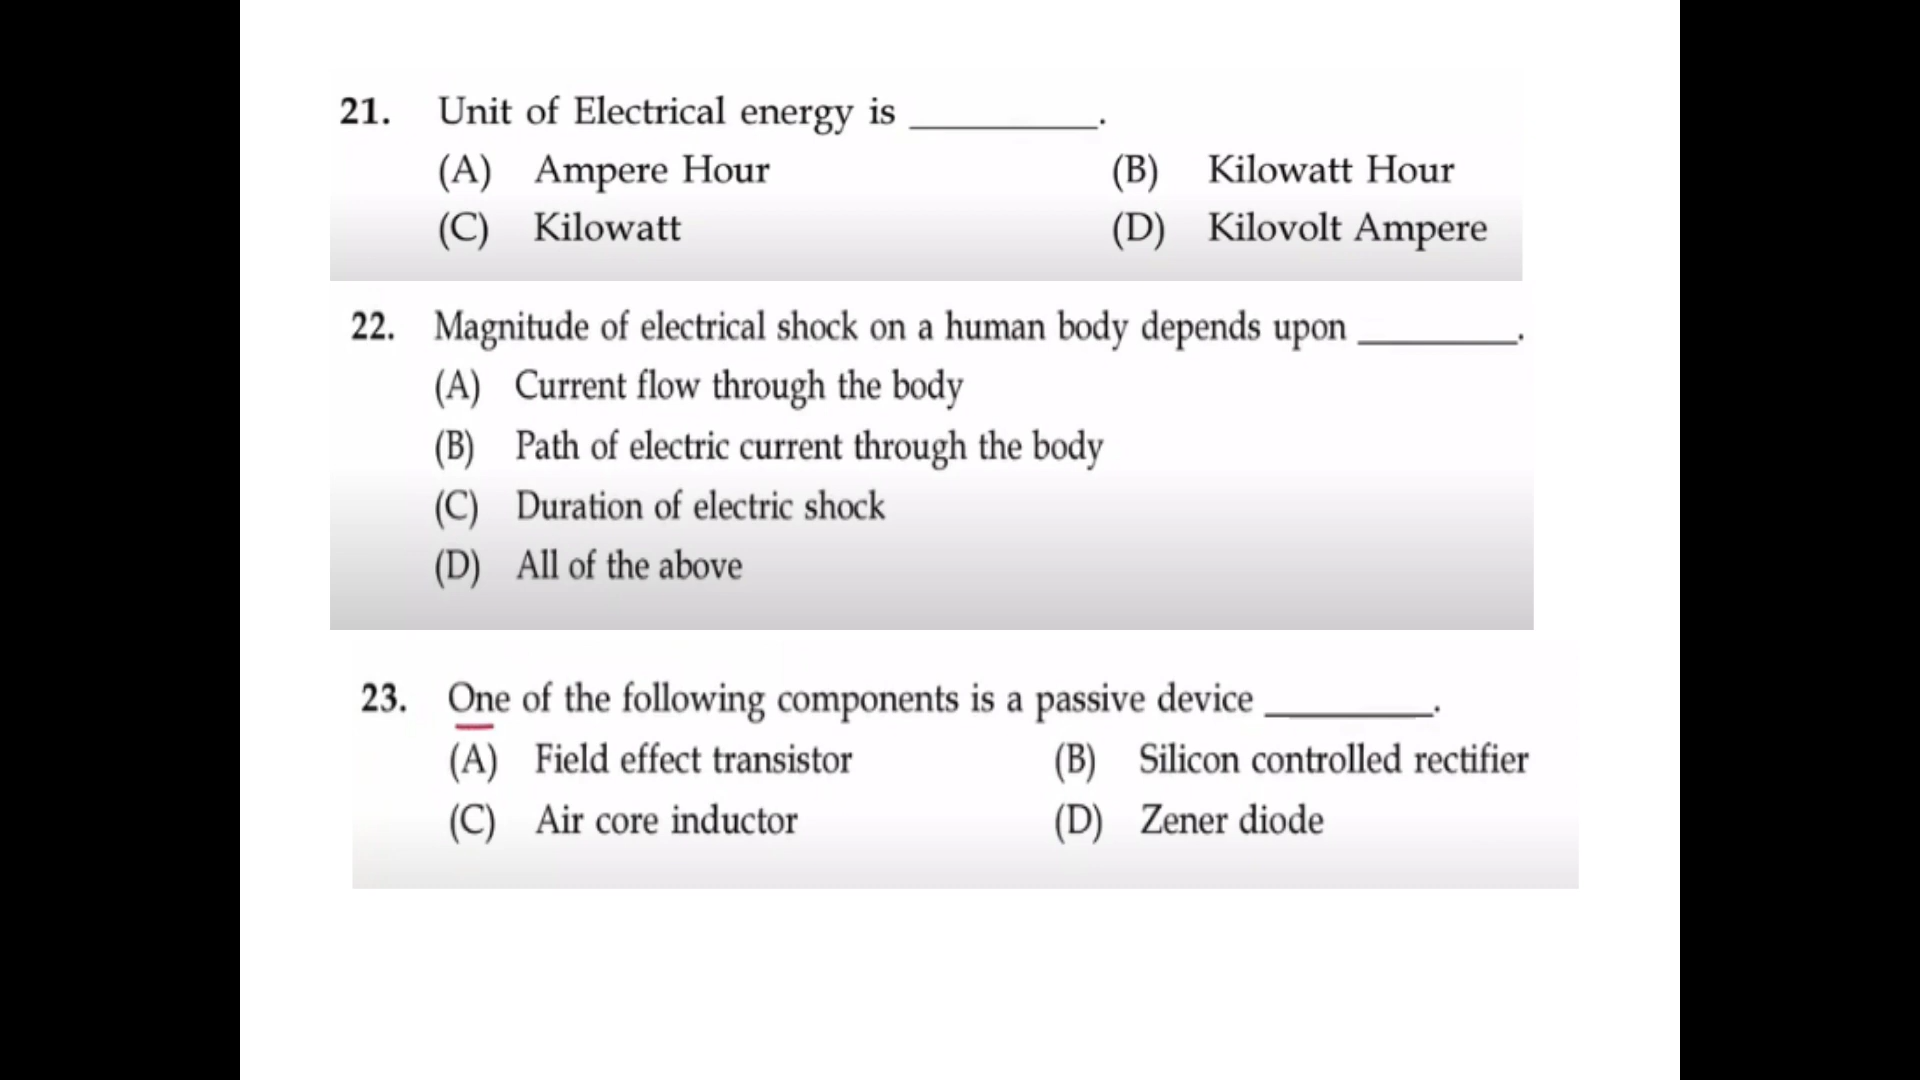 21. Unit of Electrical energy is __________.
(A) Ampere Hour (B) Kilowatt Hour
(C) Kilowatt (D) Kilovolt Ampere
22. Magnitude of electrical shock on a human body depends upon _________.
(A) Current flow through the body
(B) Path of electric current through the body
(C) Duration of electric shock
(D) All of the above
23. One of the following components is a passive device _________.
(A) Field effect transistor (B) Silicon controlled rectifier
(C) Air core inductor (D) Zener diode